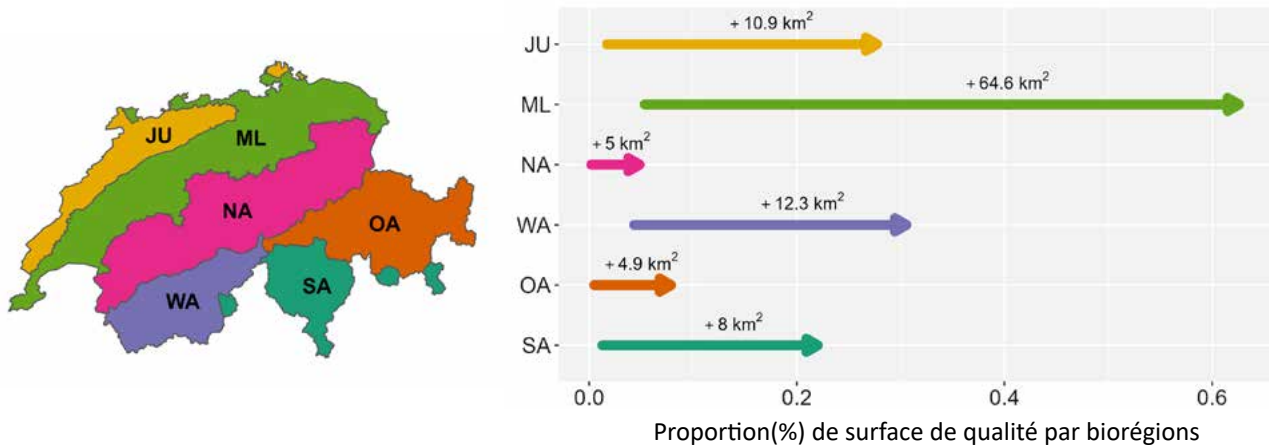 JU
ML
NA
OA
WA
SA
JU
+ 10.9 km²
ML
+ 64.6 km²
NA
+ 5 km²
WA
+ 12.3 km²
OA
+ 4.9 km²
SA
+ 8 km²
0.0 0.2 0.4 0.6
Proportion(%) de surface de qualité par biorégions